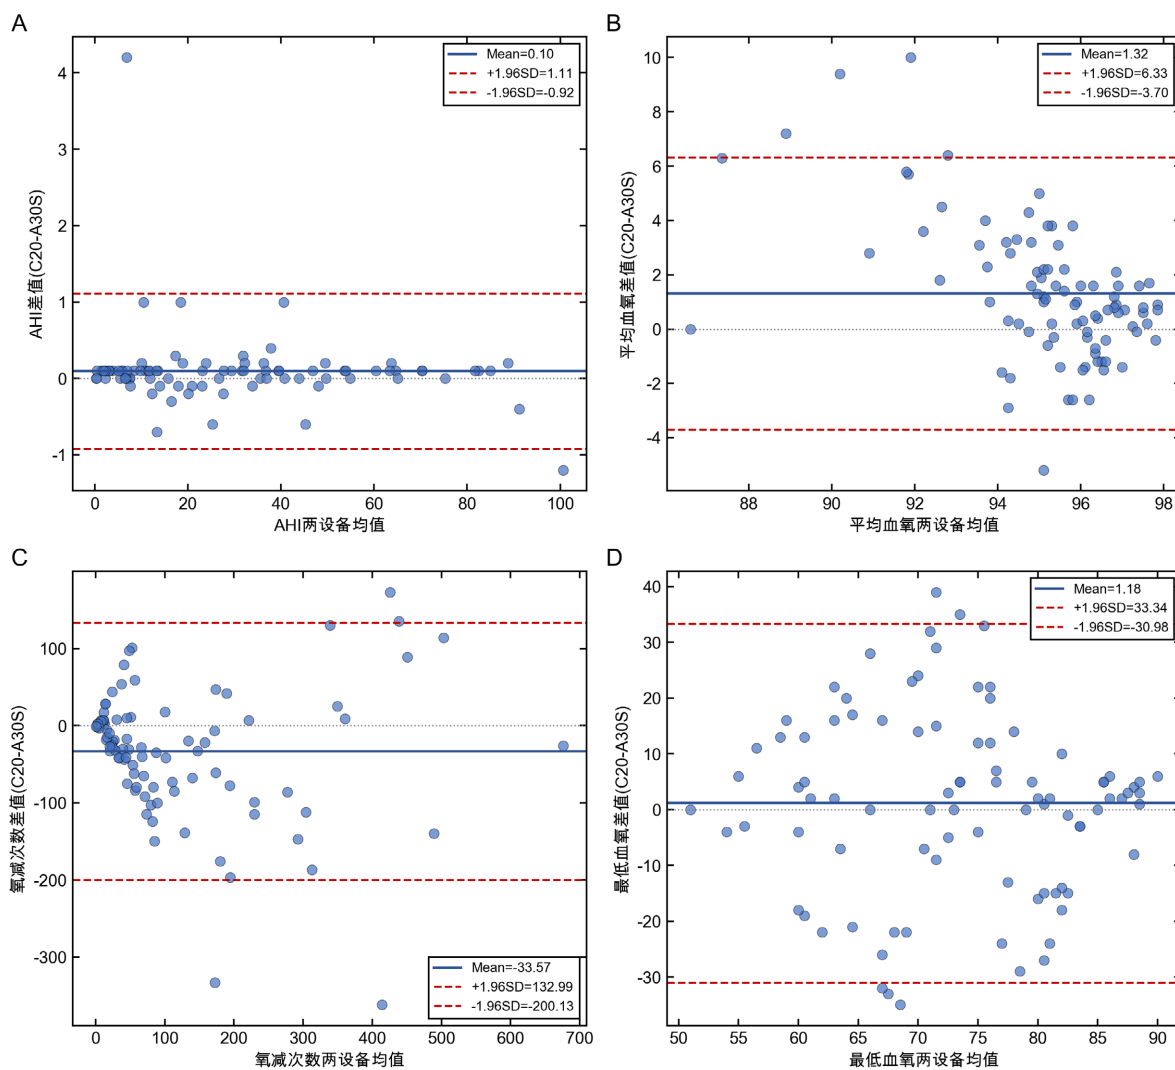 A
Mean=0.10
+1.96SD=1.11
-1.96SD=-0.92
4
3
2
1
0
-1
AHI差值(C20-A30S)
0 20 40 60 80 100
AHI两设备均值
B
Mean=1.32
+1.96SD=6.33
-1.96SD=-3.70
10
8
6
4
2
0
-2
-4
平均血氧差值(C20-A30S)
88 90 92 94 96 98
平均血氧两设备均值
C
100
0
-100
-200
-300
氧减次数差值(C20-A30S)
Mean=-33.57
+1.96SD=132.99
-1.96SD=-200.13
0 100 200 300 400 500 600 700
氧减次数两设备均值
D
Mean=1.18
+1.96SD=33.34
-1.96SD=-30.98
40
30
20
10
0
-10
-20
-30
最低血氧差值(C20-A30S)
50 55 60 65 70 75 80 85 90
最低血氧两设备均值